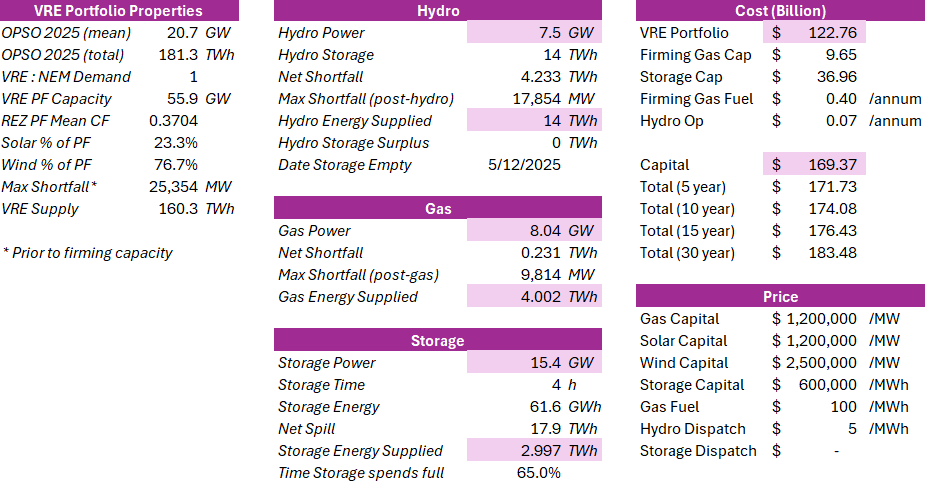 VRE Portfolio Properties
OPSO 2025 (mean) 20.7 GW
OPSO 2025 (total) 181.3 TWh
VRE : NEM Demand 1
VRE PF Capacity 55.9 GW
REZ PF Mean CF 0.3704
Solar % of PF 23.3%
Wind % of PF 76.7%
Max Shortfall* 25,354 MW
VRE Supply 160.3 TWh
* Prior to firming capacity
Hydro
Hydro Power 7.5 GW
Hydro Storage 14 TWh
Net Shortfall 4.233 TWh
Max Shortfall (post-hydro) 17,854 MW
Hydro Energy Supplied 14 TWh
Hydro Storage Surplus 0 TWh
Date Storage Empty 5/12/2025
Gas
Gas Power 8.04 GW
Net Shortfall 0.231 TWh
Max Shortfall (post-gas) 9,814 MW
Gas Energy Supplied 4.002 TWh
Storage
Storage Power 15.4 GW
Storage Time 4 h
Storage Energy 61.6 GWh
Net Spill 17.9 TWh
Storage Energy Supplied 2.997 TWh
Time Storage spends full 65.0%
Cost (Billion)
VRE Portfolio $ 122.76
Firming Gas Cap $ 9.65
Storage Cap $ 36.96
Firming Gas Fuel $ 0.40 /annum
Hydro Op $ 0.07 /annum
Capital $ 169.37
Total (5 year) $ 171.73
Total (10 year) $ 174.08
Total (15 year) $ 176.43
Total (30 year) $ 183.48
Price
Gas Capital $ 1,200,000 /MW
Solar Capital $ 1,200,000 /MW
Wind Capital $ 2,500,000 /MW
Storage Capital $ 600,000 /MWh
Gas Fuel $ 100 /MWh
Hydro Dispatch $ 5 /MWh
Storage Dispatch $ -